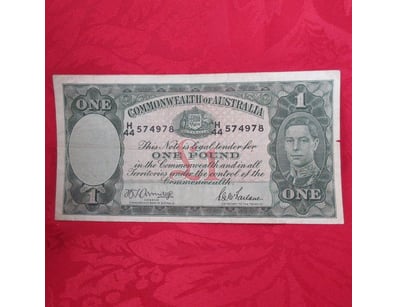 COMMONWEALTH OF AUSTRALIA
ONE
1
H/44 574978
H/44 574978
This Note is legal tender for
ONE POUND
in the Commonwealth and in all
Territories under the control of the
Commonwealth.
1
ONE